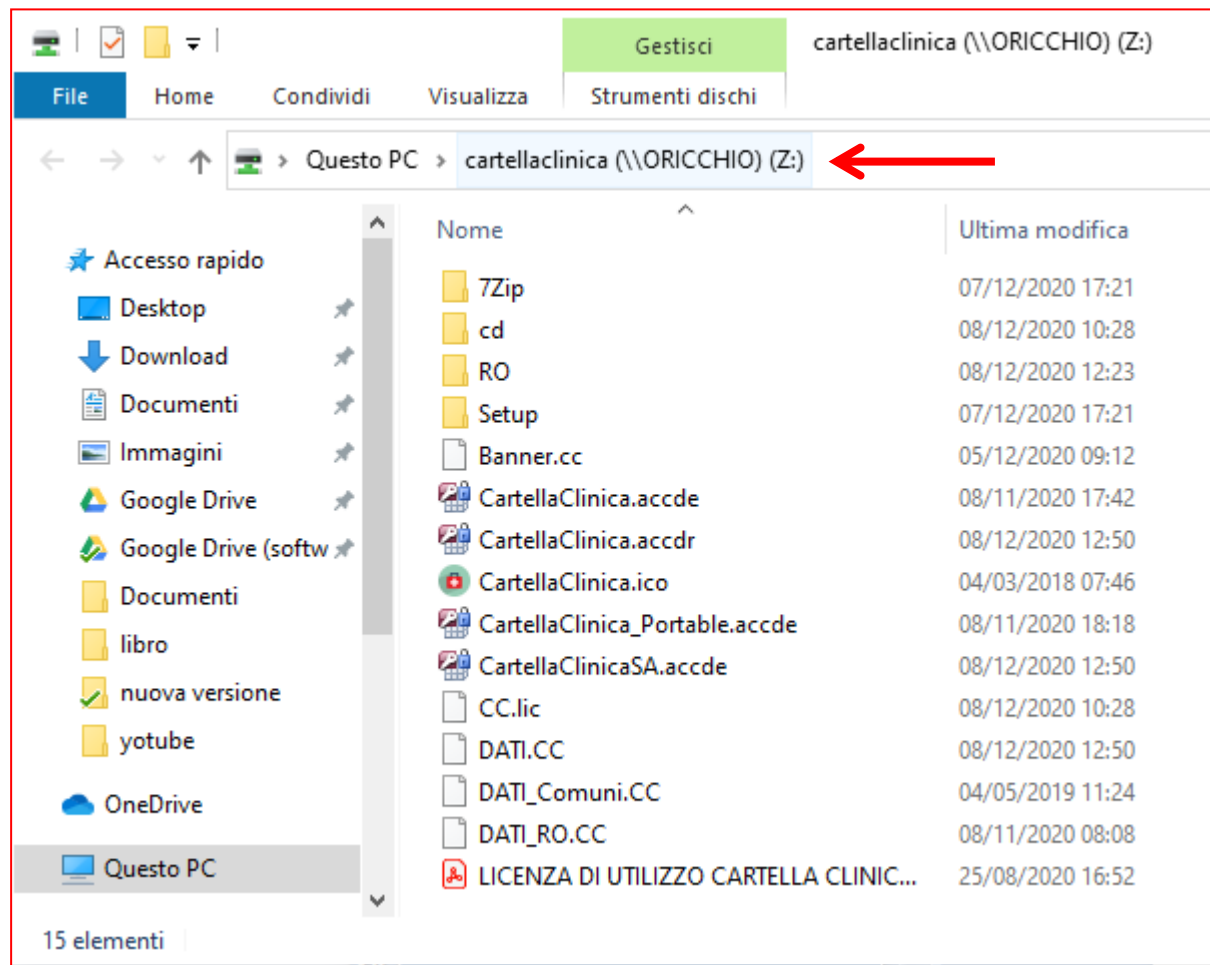 Gestisci cartellaclinica (\\ORICCHIO) (Z:)
File Home Condividi Visualizza Strumenti dischi
Questo PC > cartellaclinica (\\ORICCHIO) (Z:)
Nome Ultima modifica
Accesso rapido
Desktop
Download
Documenti
Immagini
Google Drive
Google Drive (softw
Documenti
libro
nuova versione
yotube
OneDrive
Questo PC
7Zip 07/12/2020 17:21
cd 08/12/2020 10:28
RO 08/12/2020 12:23
Setup 07/12/2020 17:21
Banner.cc 05/12/2020 09:12
CartellaClinica.accde 08/11/2020 17:42
CartellaClinica.accdr 08/12/2020 12:50
CartellaClinica.ico 04/03/2018 07:46
CartellaClinica_Portable.accde 08/11/2020 18:18
CartellaClinicaSA.accde 08/12/2020 12:50
CC.lic 08/12/2020 10:28
DATI.CC 08/12/2020 12:50
DATI_Comuni.CC 04/05/2019 11:24
DATI_RO.CC 08/11/2020 08:08
LICENZA DI UTILIZZO CARTELLA CLINIC... 25/08/2020 16:52
15 elementi